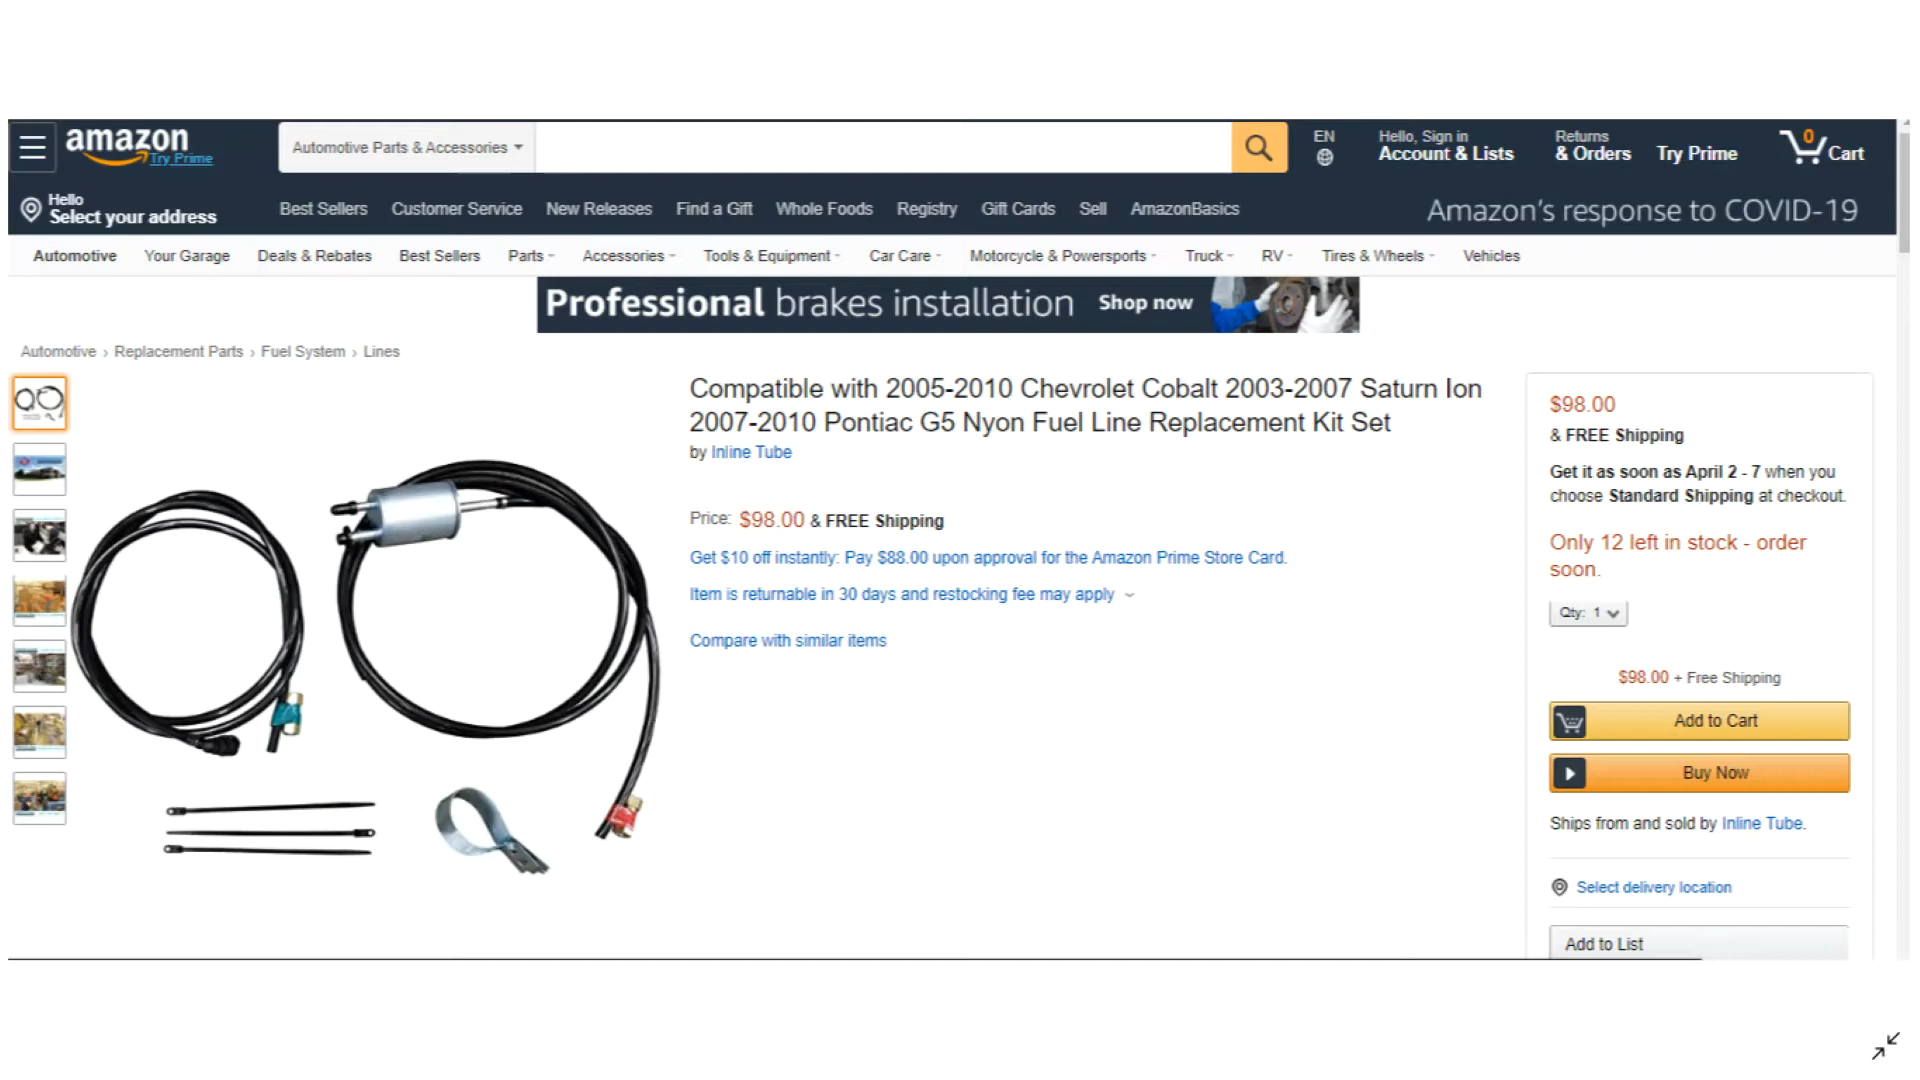 amazon
Try Prime
Automotive Parts & Accessories
EN
Hello, Sign in
Account & Lists
Returns
& Orders
Try Prime
0
Cart
Hello
Select your address
Best Sellers
Customer Service
New Releases
Find a Gift
Whole Foods
Registry
Gift Cards
Sell
AmazonBasics
Amazon's response to COVID-19
Automotive
Your Garage
Deals & Rebates
Best Sellers
Parts
Accessories
Tools & Equipment
Car Care
Motorcycle & Powersports
Truck
RV
Tires & Wheels
Vehicles
Professional brakes installation Shop now
Automotive › Replacement Parts › Fuel System › Lines
Compatible with 2005-2010 Chevrolet Cobalt 2003-2007 Saturn Ion
2007-2010 Pontiac G5 Nyon Fuel Line Replacement Kit Set
by Inline Tube
Price: $98.00 & FREE Shipping
Get $10 off instantly: Pay $88.00 upon approval for the Amazon Prime Store Card.
Item is returnable in 30 days and restocking fee may apply
Compare with similar items
$98.00
& FREE Shipping
Get it as soon as April 2 - 7 when you
choose Standard Shipping at checkout.
Only 12 left in stock - order
soon.
Qty: 1
$98.00 + Free Shipping
Add to Cart
Buy Now
Ships from and sold by Inline Tube.
Select delivery location
Add to List